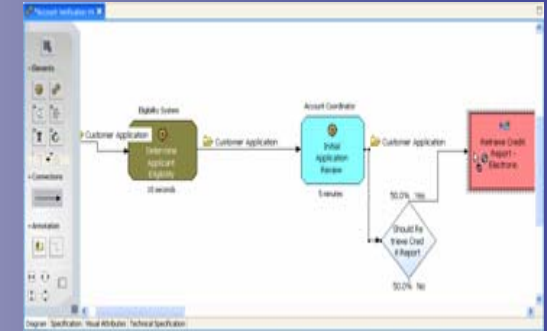 *Account Verification
Elements
Connections
Annotation
Eligibility System
Customer Application
Determine
Applicant
Eligibility
10 seconds
Customer Application
Account Coordinator
Initial
Application
Review
5 minutes
Customer Application
Retrieve Credit
Report -
Electronic
50.0% Yes
Should Re
trieve Cred
it Report
50.0% No
Diagram Specification Visual Attributes Technical Specification